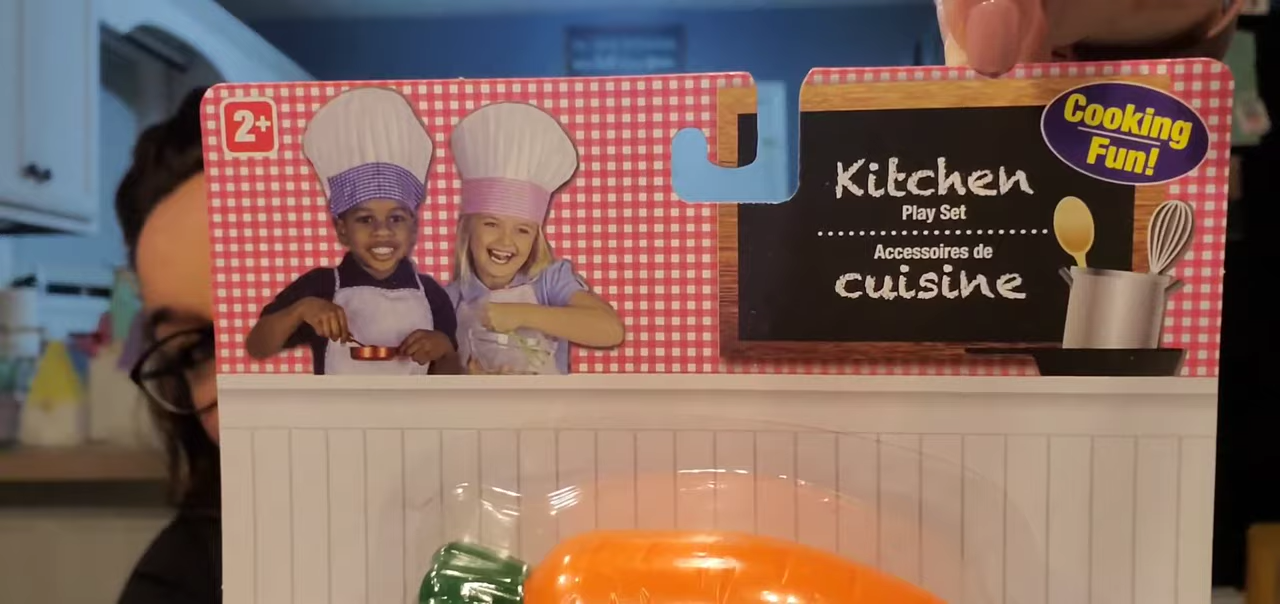 2+
Cooking
Fun!
Kitchen
Play Set
Accessoires de
cuisine